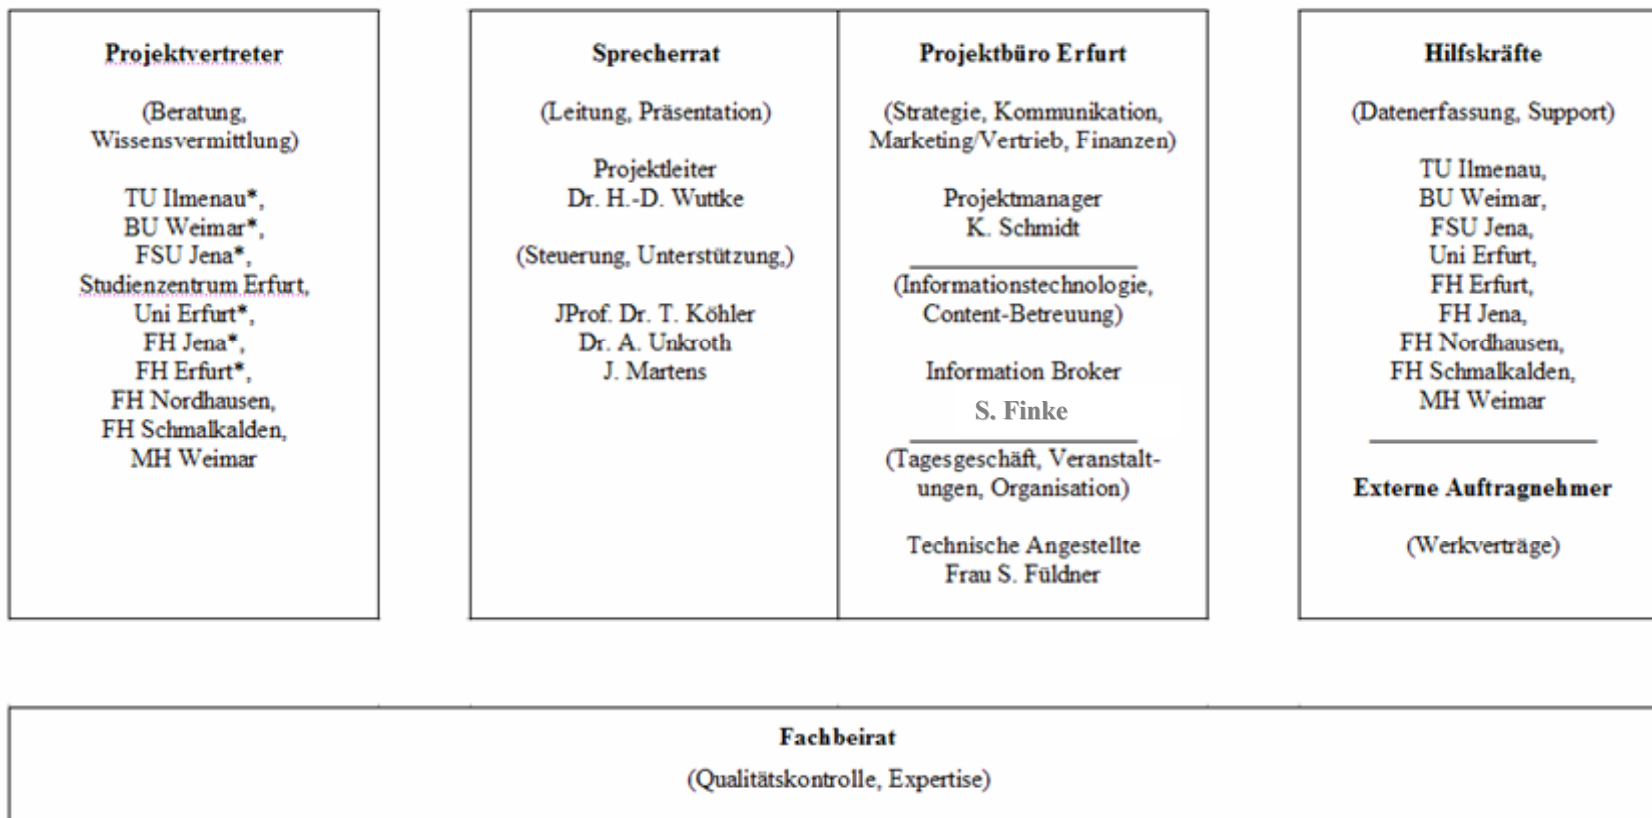 Projektvertreter
(Beratung,
Wissensvermittlung)
TU Ilmenau*,
BU Weimar*,
FSU Jena*,
Studienzentrum Erfurt,
Uni Erfurt*,
FH Jena*,
FH Erfurt*,
FH Nordhausen,
FH Schmalkalden,
MH Weimar
Sprecherrat
(Leitung, Präsentation)
Projektleiter
Dr. H.-D. Wuttke
(Steuerung, Unterstützung,)
JProf. Dr. T. Köhler
Dr. A. Unkroth
J. Martens
Projektbüro Erfurt
(Strategie, Kommunikation,
Marketing/Vertrieb, Finanzen)
Projektmanager
K. Schmidt
(Informationstechnologie,
Content-Betreuung)
Information Broker
S. Finke
(Tagesgeschäft, Veranstalt-
ungen, Organisation)
Technische Angestellte
Frau S. Füldner
Hilfskräfte
(Datenerfassung, Support)
TU Ilmenau,
BU Weimar,
FSU Jena,
Uni Erfurt,
FH Erfurt,
FH Jena,
FH Nordhausen,
FH Schmalkalden,
MH Weimar
Externe Auftragnehmer
(Werkverträge)
Fachbeirat
(Qualitätskontrolle, Expertise)